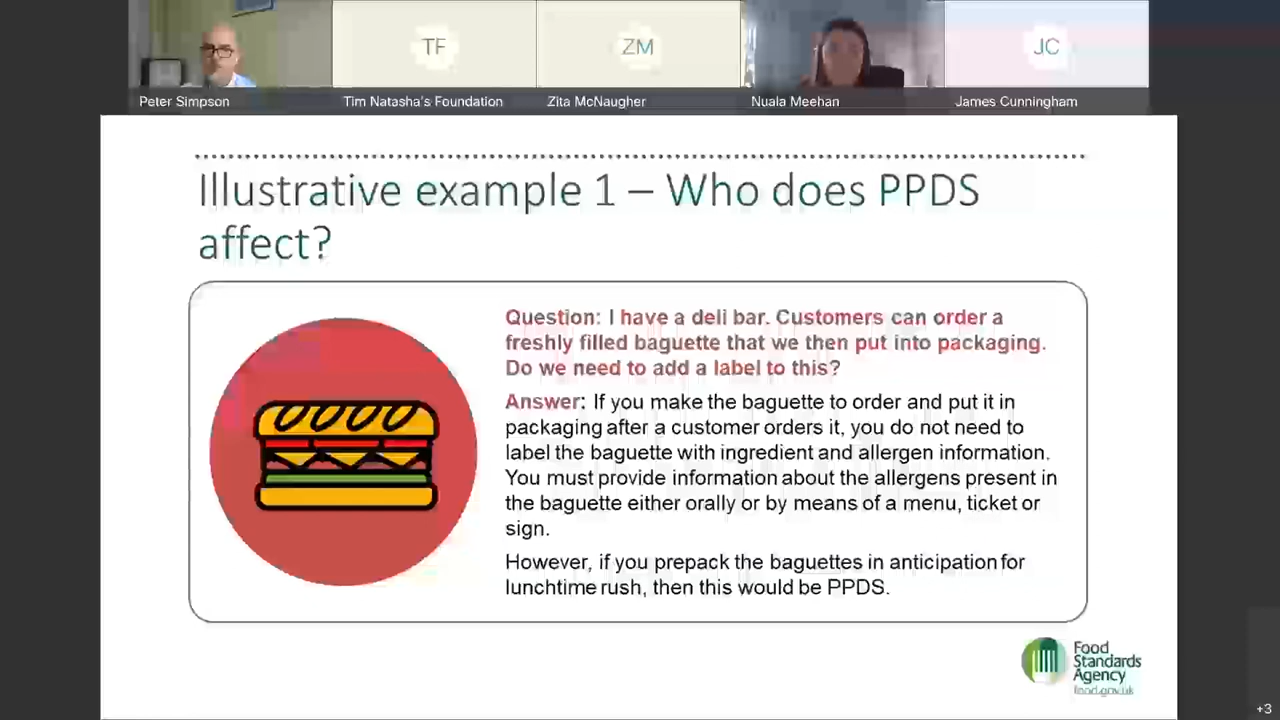 TF
ZM
JC
Peter Simpson
Tim Natasha's Foundation
Zita McNaugher
Nuala Meehan
James Cunningham
Illustrative example 1 – Who does PPDS
affect?
Question: I have a deli bar. Customers can order a
freshly filled baguette that we then put into packaging.
Do we need to add a label to this?
Answer: If you make the baguette to order and put it in
packaging after a customer orders it, you do not need to
label the baguette with ingredient and allergen information.
You must provide information about the allergens present in
the baguette either orally or by means of a menu, ticket or
sign.
However, if you prepack the baguettes in anticipation for
lunchtime rush, then this would be PPDS.
Food
Standards
Agency
food.gov.uk
+3